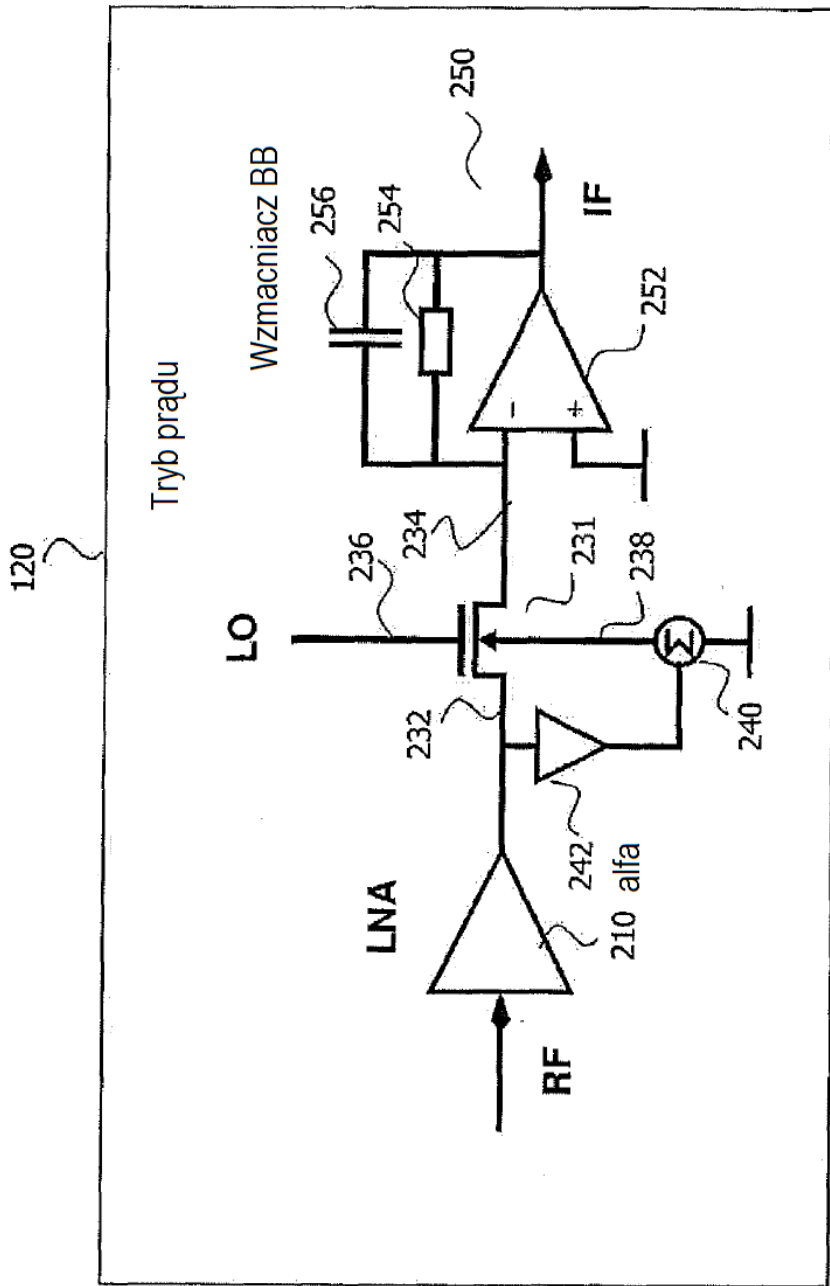 120
Tryb prądu
Wzmacniacz BB
256
254
250
LO
236
234
LNA
232
231
238
IF
RF
−
+
252
Σ
242
alfa
240
210